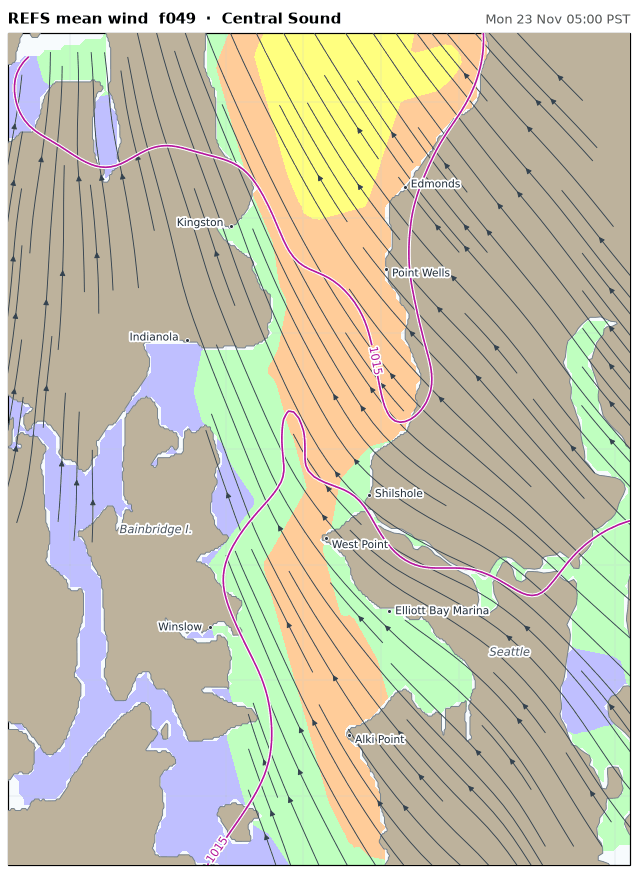 REFS mean wind f049 · Central Sound
Mon 23 Nov 05:00 PST
Edmonds
Kingston
Point Wells
Indianola
1015
Shilshole
Bainbridge I.
West Point
Elliott Bay Marina
Winslow
Seattle
Alki Point
1015